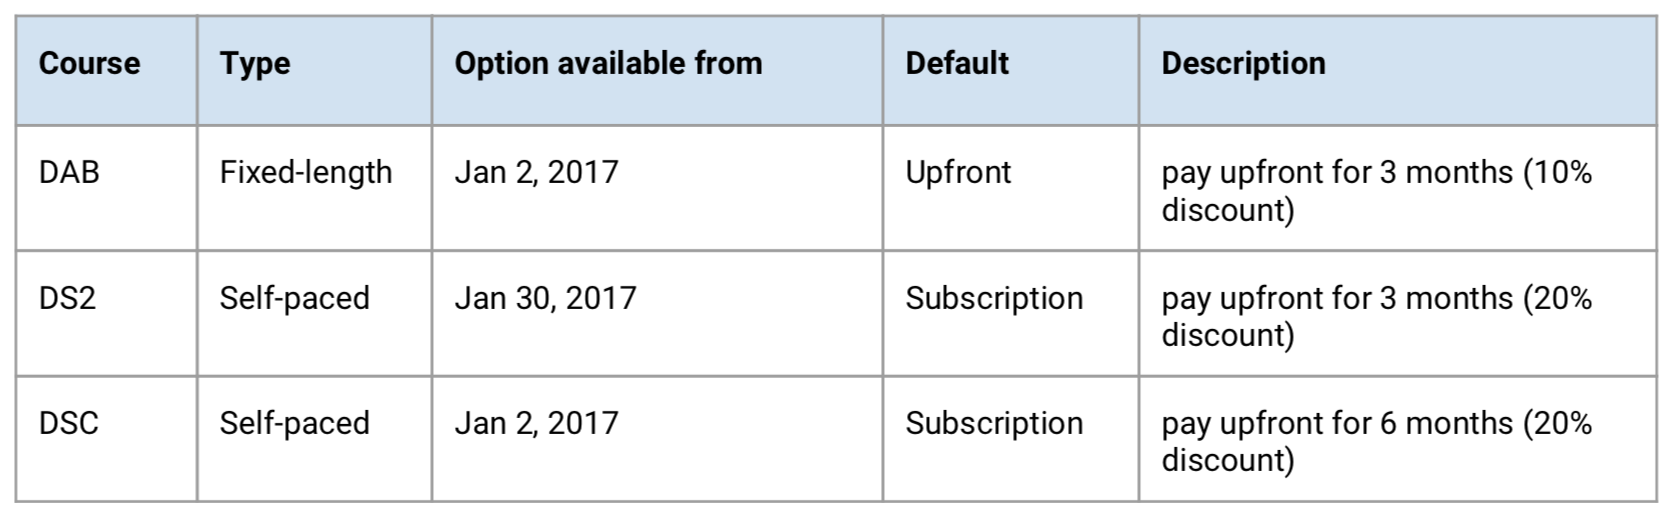 Course Type Option available from Default Description
DAB Fixed-length Jan 2, 2017 Upfront pay upfront for 3 months (10%
discount)
DS2 Self-paced Jan 30, 2017 Subscription pay upfront for 3 months (20%
discount)
DSC Self-paced Jan 2, 2017 Subscription pay upfront for 6 months (20%
discount)